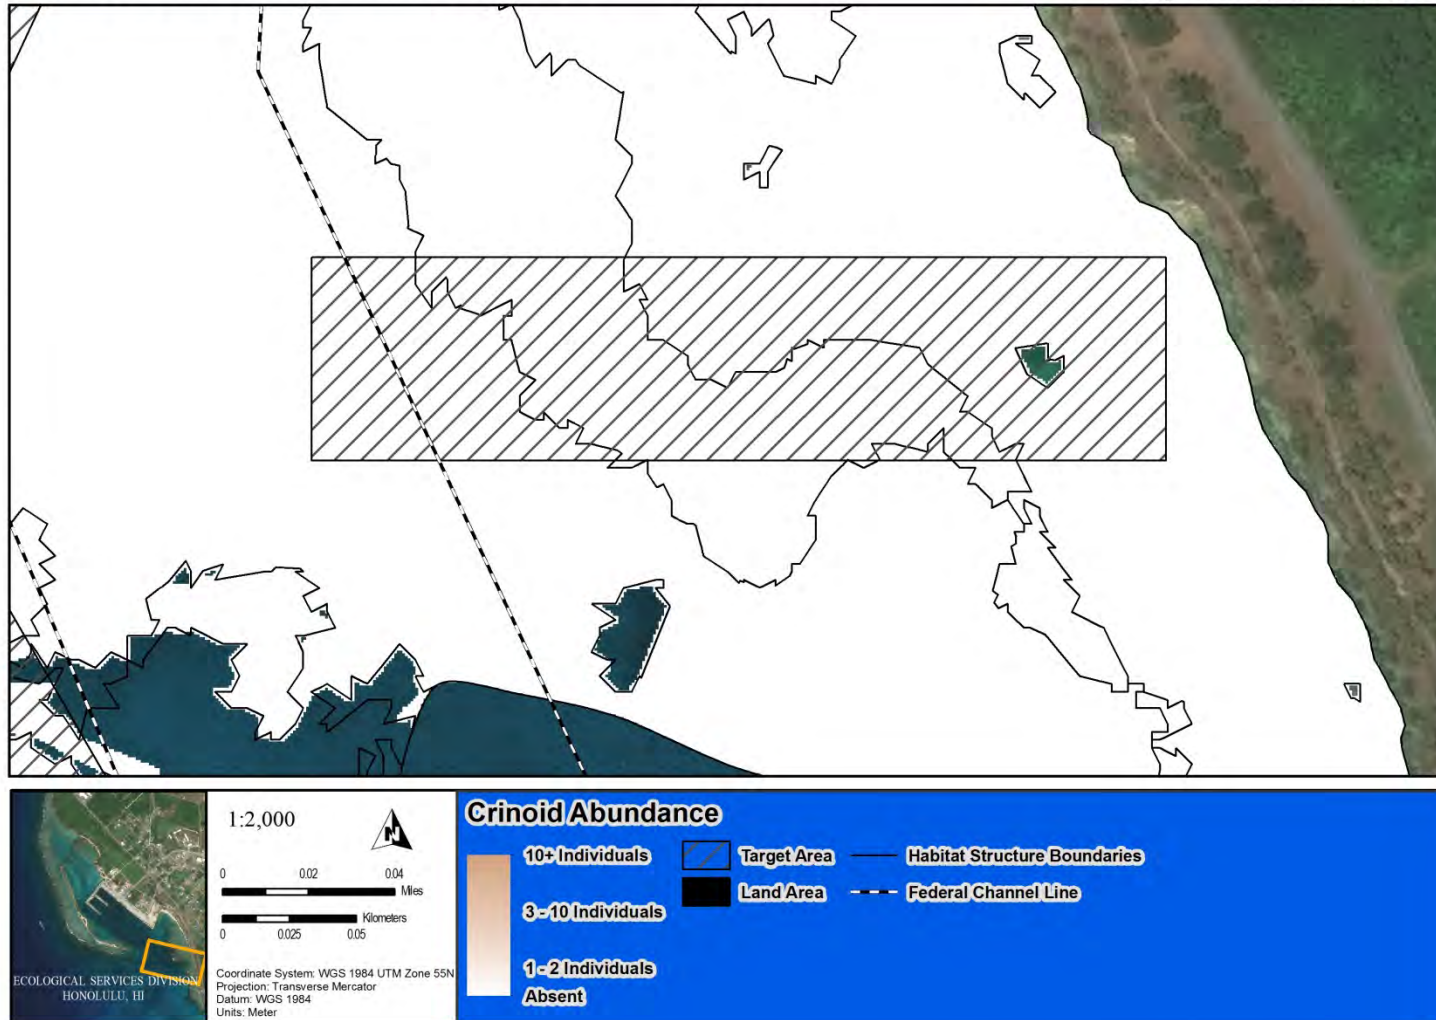 ECOLOGICAL SERVICES DIVISION
HONOLULU, HI
1:2,000
N
0 0.02 0.04
Miles
Kilometers
0 0.025 0.05
Coordinate System: WGS 1984 UTM Zone 55N
Projection: Transverse Mercator
Datum: WGS 1984
Units: Meter
Crinoid Abundance
10+ Individuals
3 - 10 Individuals
1 - 2 Individuals
Absent
Target Area
Land Area
Habitat Structure Boundaries
Federal Channel Line